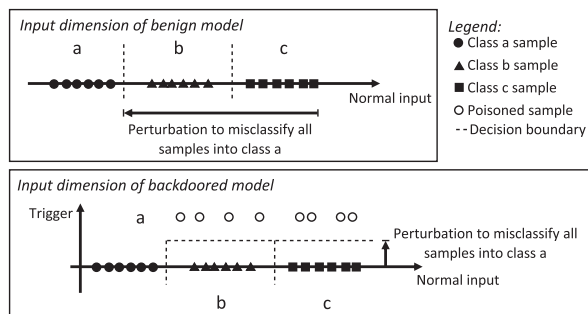 Input dimension of benign model
a
b
c
Normal input
Perturbation to misclassify all
samples into class a
Legend:
Class a sample
Class b sample
Class c sample
Poisoned sample
Decision boundary
Input dimension of backdoored model
Trigger
a
Perturbation to misclassify all
samples into class a
Normal input
b
c